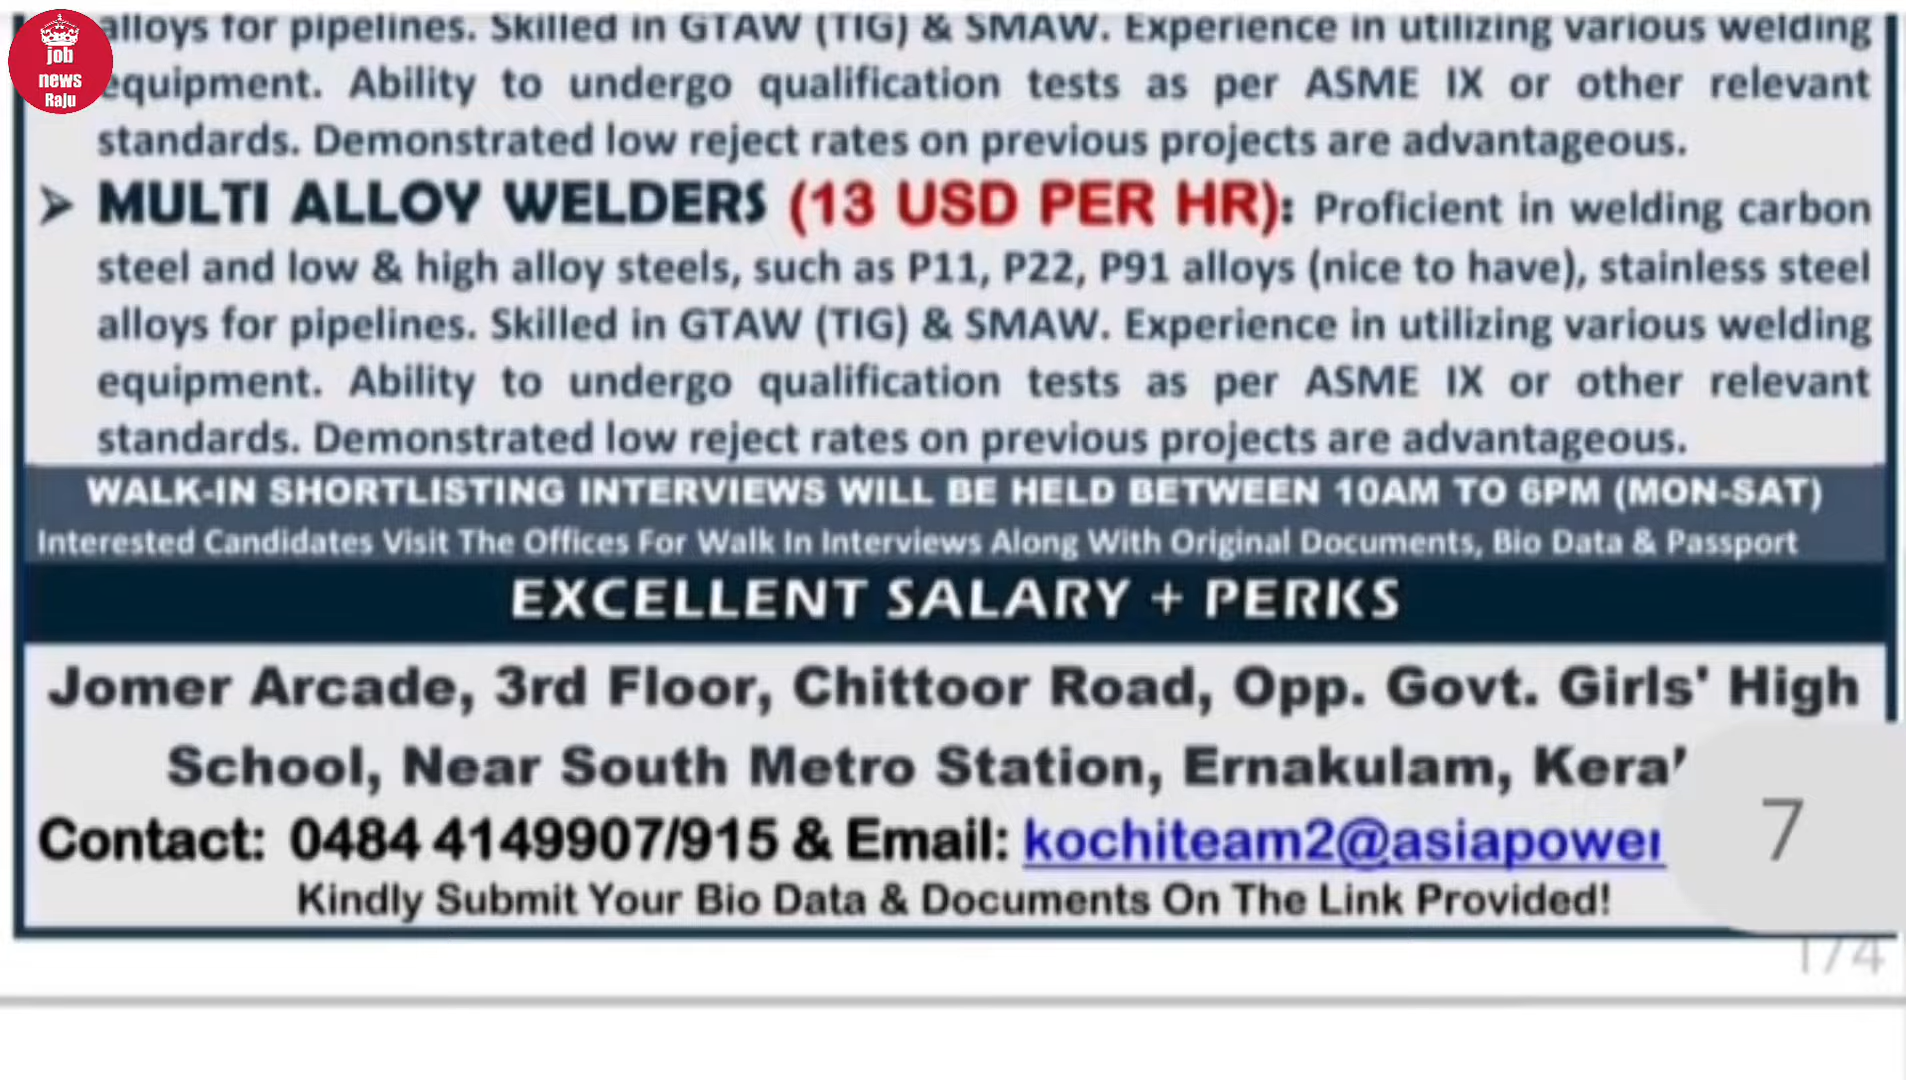 job
news
Raju
alloys for pipelines. Skilled in GTAW (TIG) & SMAW. Experience in utilizing various welding
equipment. Ability to undergo qualification tests as per ASME IX or other relevant
standards. Demonstrated low reject rates on previous projects are advantageous.
➤ MULTI ALLOY WELDERS (13 USD PER HR): Proficient in welding carbon
steel and low & high alloy steels, such as P11, P22, P91 alloys (nice to have), stainless steel
alloys for pipelines. Skilled in GTAW (TIG) & SMAW. Experience in utilizing various welding
equipment. Ability to undergo qualification tests as per ASME IX or other relevant
standards. Demonstrated low reject rates on previous projects are advantageous.
WALK-IN SHORTLISTING INTERVIEWS WILL BE HELD BETWEEN 10AM TO 6PM (MON-SAT)
Interested Candidates Visit The Offices For Walk In Interviews Along With Original Documents, Bio Data & Passport
EXCELLENT SALARY + PERKS
Jomer Arcade, 3rd Floor, Chittoor Road, Opp. Govt. Girls' High
School, Near South Metro Station, Ernakulam,
Contact: 0484 4149907/915 & Email: kochiteam2@asiapower
Kindly Submit Your Bio Data & Documents On The Link Provided!
7